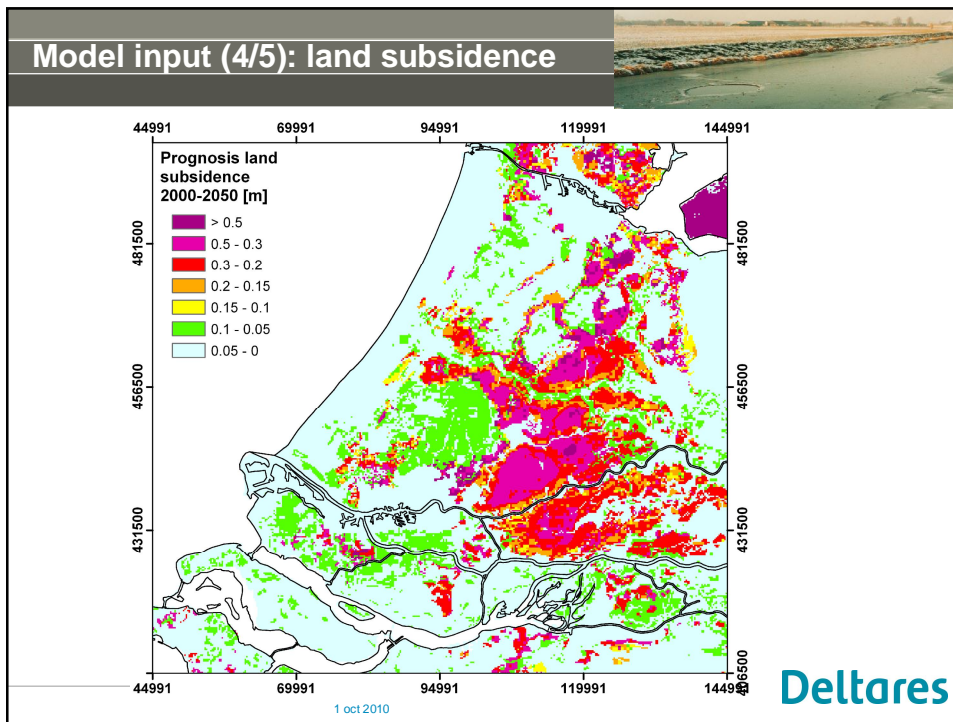 Model input (4/5): land subsidence
44991 69991 94991 119991 144991
Prognosis land
subsidence
2000-2050 [m]
> 0.5
0.5 - 0.3
0.3 - 0.2
0.2 - 0.15
0.15 - 0.1
0.1 - 0.05
0.05 - 0
481500
481500
456500
456500
431500
431500
406500
44991 69991 94991 119991 144991
1 oct 2010
Deltares